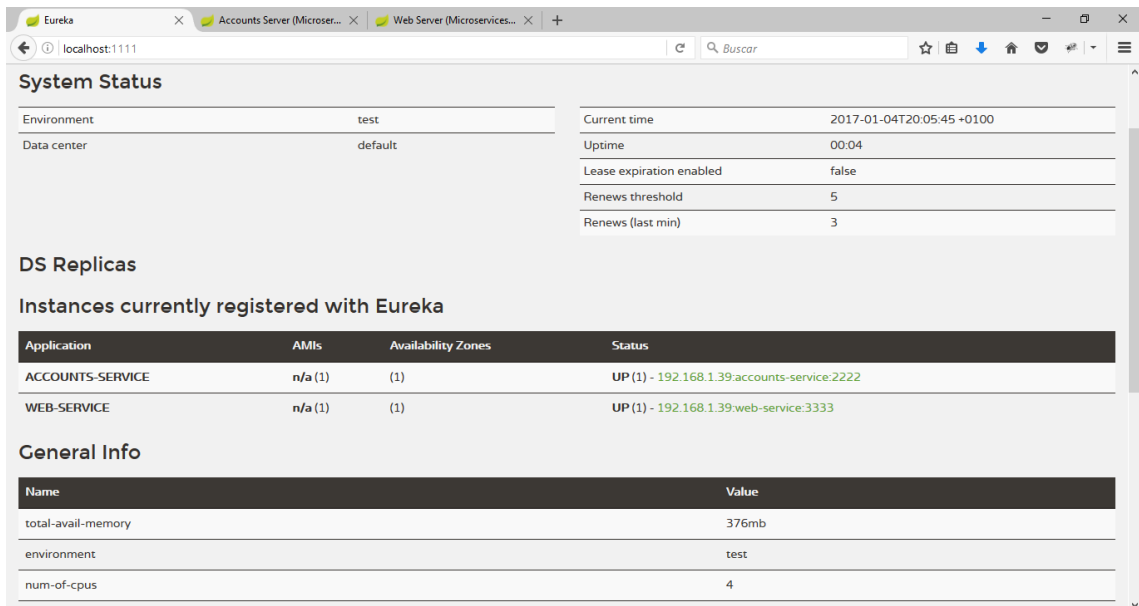 Eureka
Accounts Server (Microser...
Web Server (Microservices...
localhost:1111
Buscar
System Status
Environment test
Data center default
Current time 2017-01-04T20:05:45 +0100
Uptime 00:04
Lease expiration enabled false
Renews threshold 5
Renews (last min) 3
DS Replicas
Instances currently registered with Eureka
Application AMIs Availability Zones Status
ACCOUNTS-SERVICE n/a (1) (1) UP (1) - 192.168.1.39:accounts-service:2222
WEB-SERVICE n/a (1) (1) UP (1) - 192.168.1.39:web-service:3333
General Info
Name Value
total-avail-memory 376mb
environment test
num-of-cpus 4